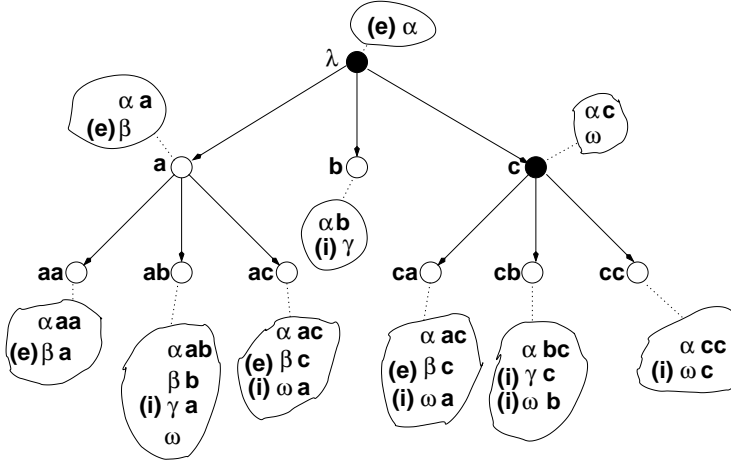 (e) α
λ
α a
(e) β
a
b
α b
(i) γ
c
α c
ω
aa
α aa
(e) β a
ab
α ab
β b
(i) γ a
ω
ac
α ac
(e) β c
(i) ω a
ca
α ac
(e) β c
(i) ω a
cb
α bc
(i) γ c
(i) ω b
cc
α cc
(i) ω c